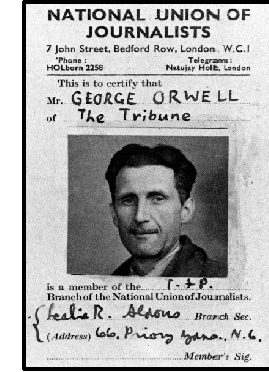 NATIONAL UNION OF
JOURNALISTS
7 John Street, Bedford Row, London W.C.1
'Phone : Telegrams :
HOLborn 2258 Natujay Holb, London
This is to certify that
Mr. GEORGE ORWELL
of The Tribune
is a member of the T. & P.
Branch of the National Union of Journalists.
Leslie R. Aldous Branch Sec.
(Address) 66, Priory Gdns., N.6.
Member's Sig.